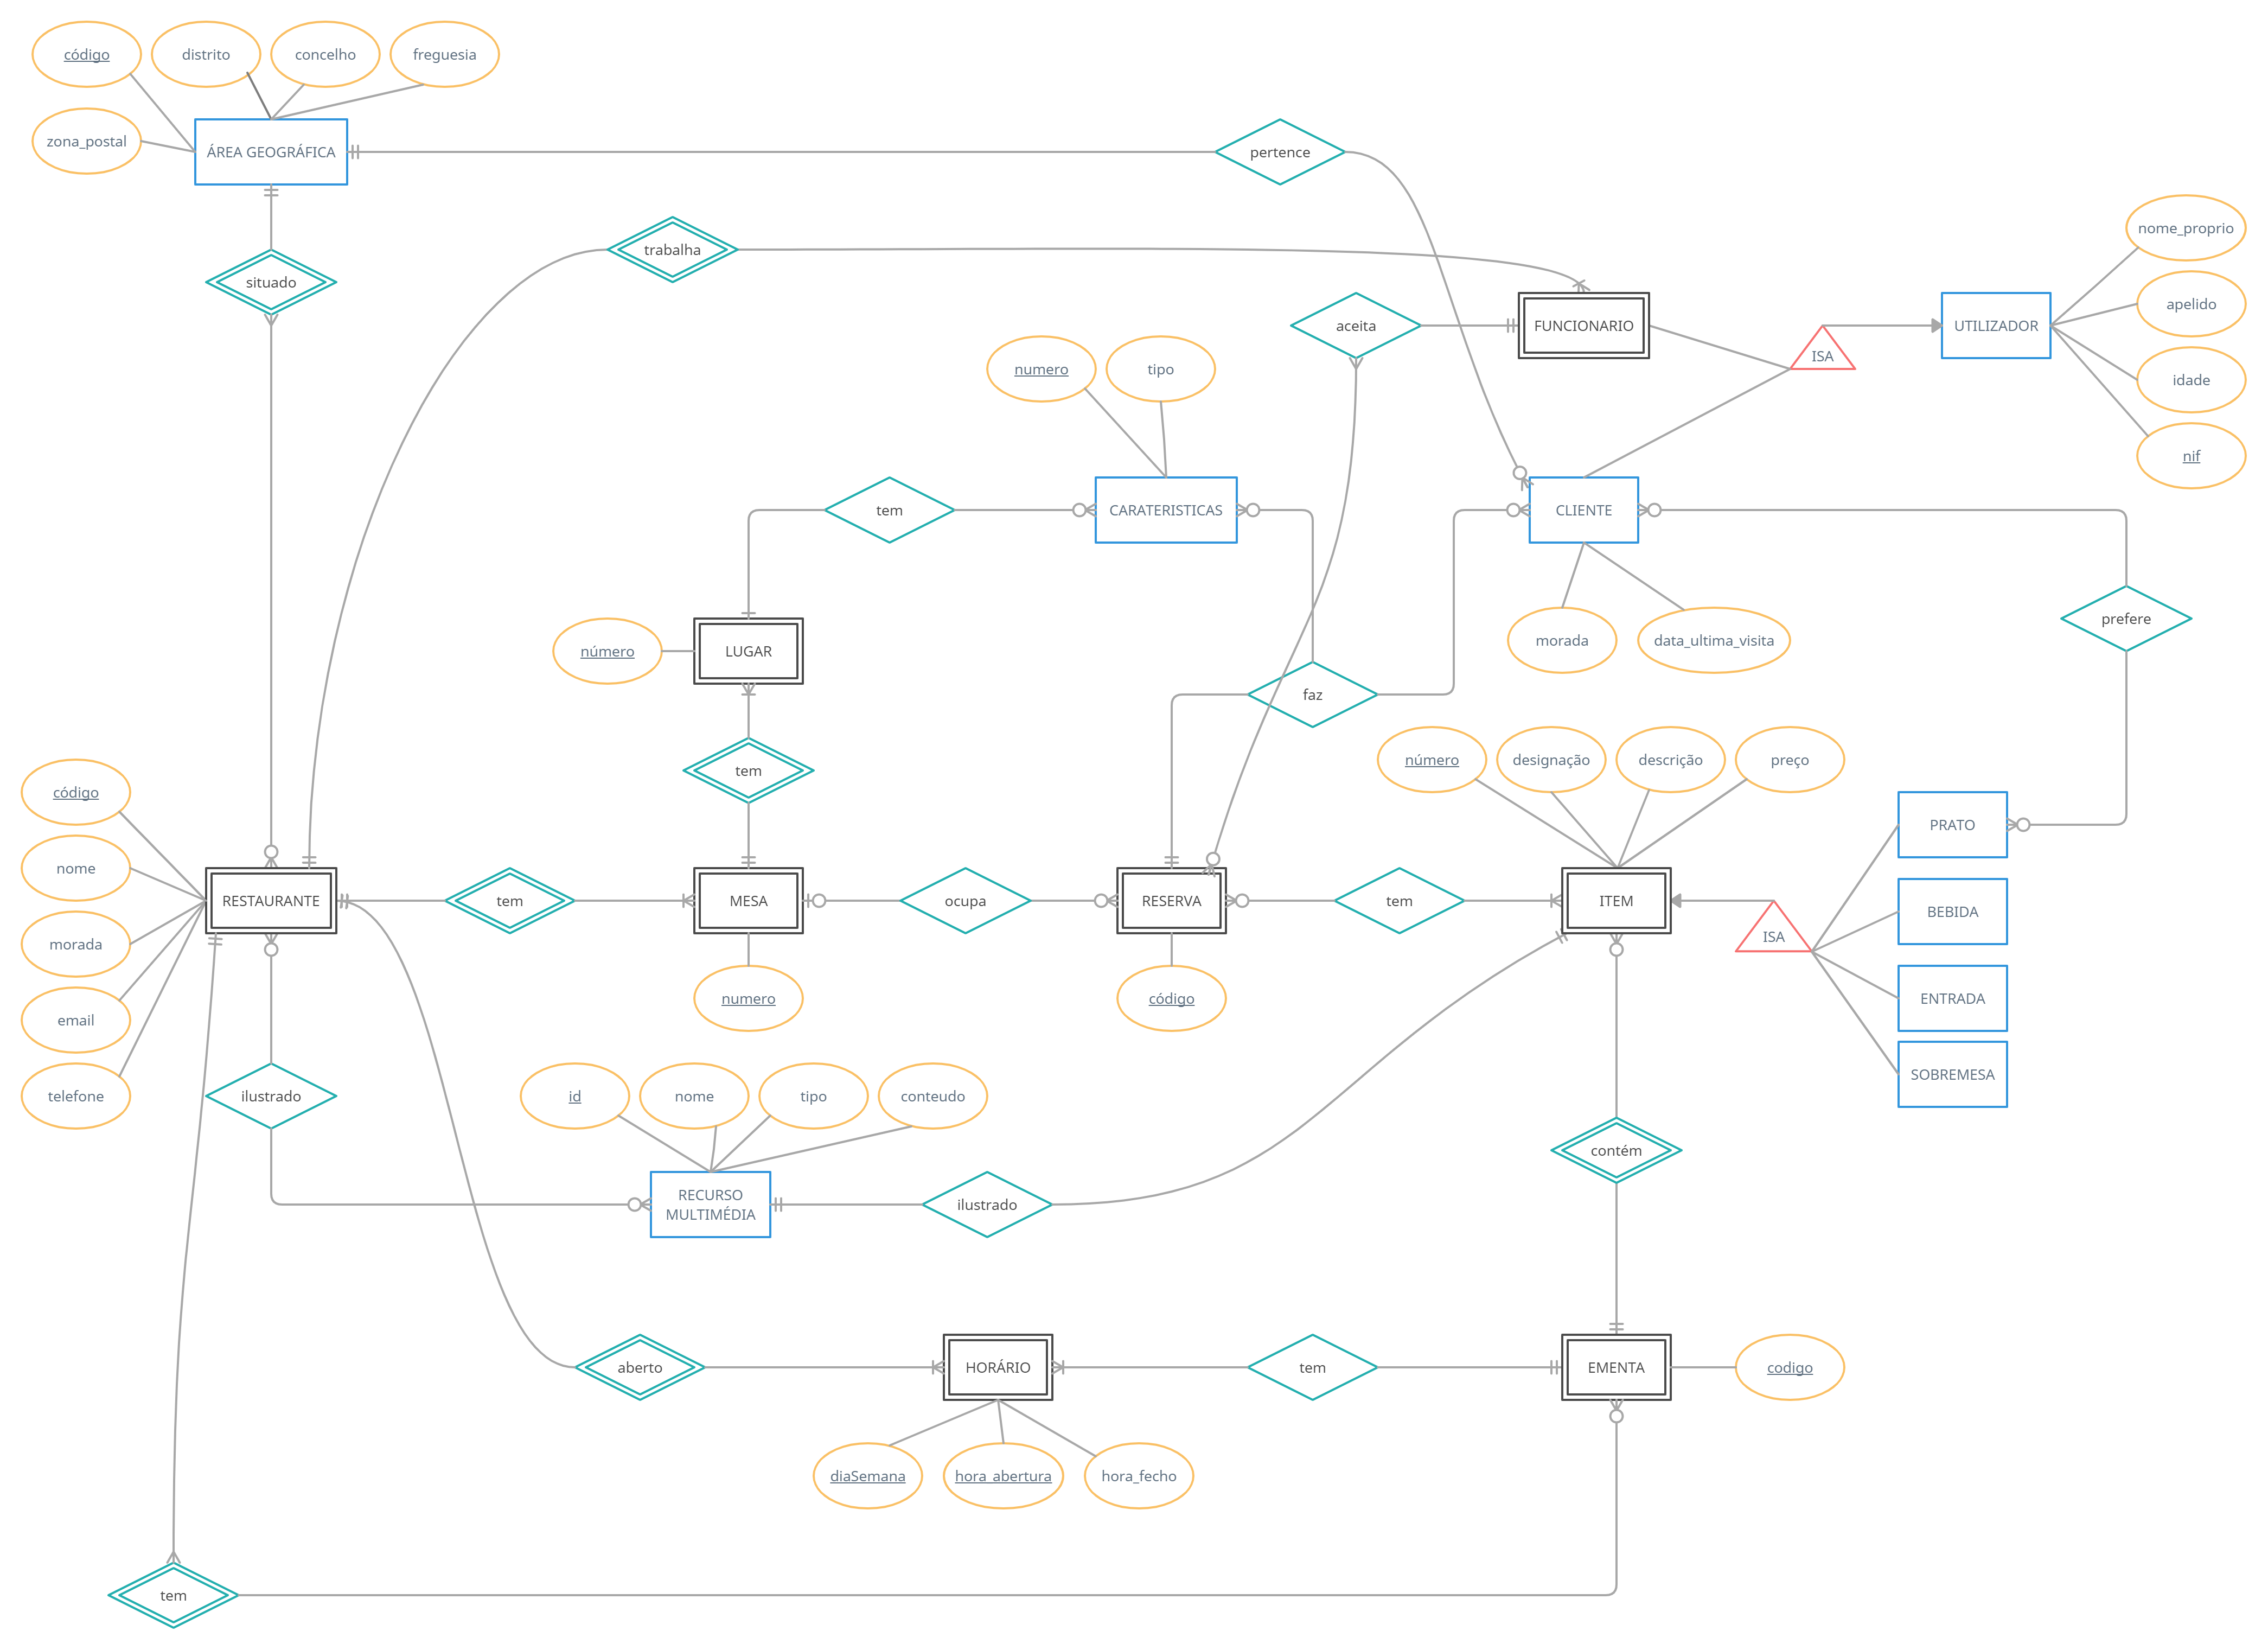 código
distrito
concelho
freguesia
zona_postal
ÁREA GEOGRÁFICA
pertence
nome_proprio
trabalha
situado
apelido
aceita
FUNCIONARIO
ISA
UTILIZADOR
numero
tipo
idade
nif
tem
CARATERISTICAS
CLIENTE
prefere
número
LUGAR
morada
data_ultima_visita
faz
tem
número
designação
descrição
preço
código
PRATO
nome
RESTAURANTE
tem
MESA
ocupa
RESERVA
tem
ITEM
ISA
BEBIDA
morada
numero
código
ENTRADA
email
SOBREMESA
telefone
ilustrado
id
nome
tipo
conteudo
contém
RECURSO
MULTIMÉDIA
ilustrado
aberto
HORÁRIO
tem
EMENTA
codigo
diaSemana
hora_abertura
hora_fecho
tem